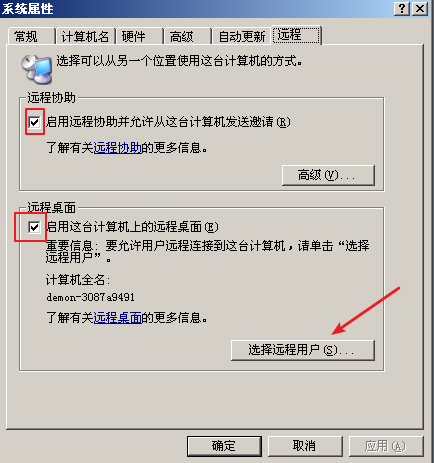 系统属性
常规 计算机名 硬件 高级 自动更新 远程
选择可以从另一个位置使用这台计算机的方式。
远程协助
启用远程协助并允许从这台计算机发送邀请(R)
了解有关远程协助的更多信息。
高级(V)...
远程桌面
启用这台计算机上的远程桌面(E)
重要信息: 要允许用户远程连接到这台计算机，请单击“选择
远程用户”。
计算机全名:
demon-3087a9491
了解有关远程桌面的更多信息。
选择远程用户(S)...
确定 取消 应用(A)